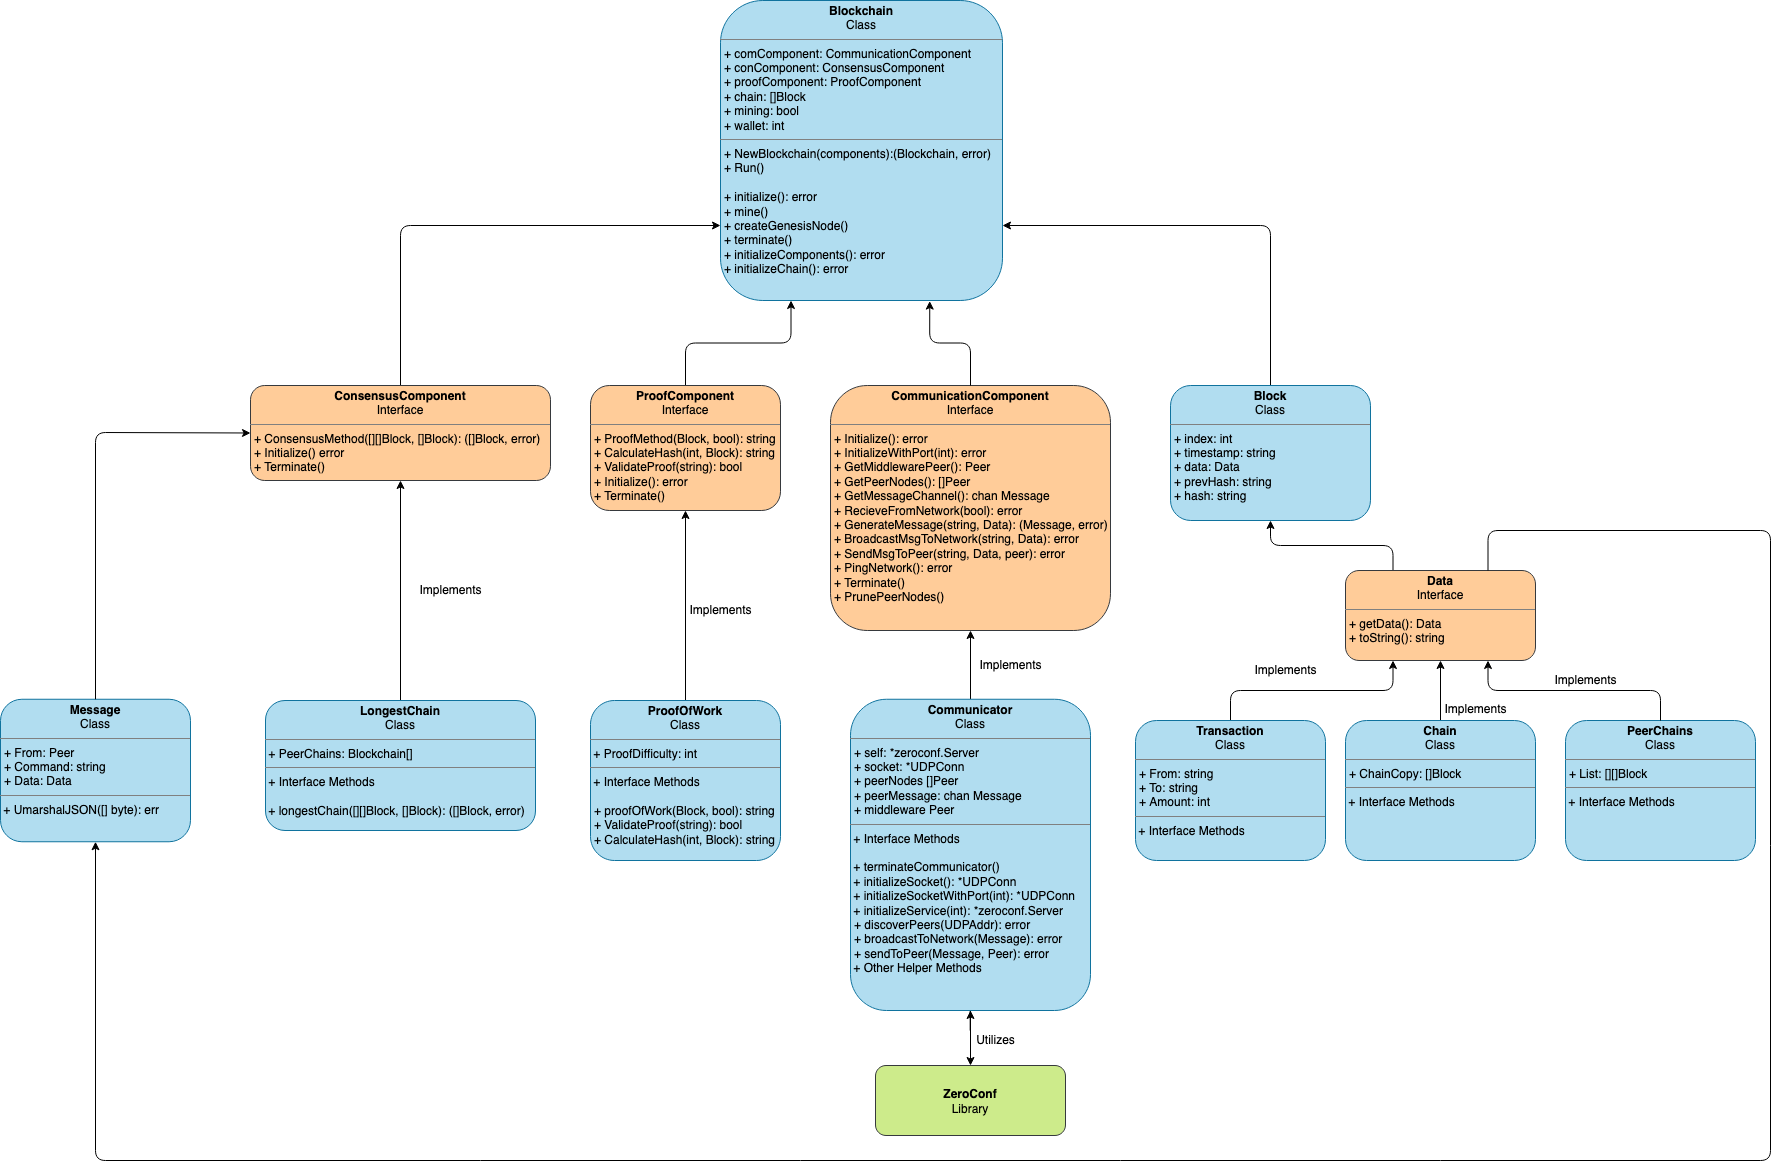 Blockchain
Class
+ comComponent: CommunicationComponent
+ conComponent: ConsensusComponent
+ proofComponent: ProofComponent
+ chain: []Block
+ mining: bool
+ wallet: int
+ NewBlockchain(components):(Blockchain, error)
+ Run()
+ initialize(): error
+ mine()
+ createGenesisNode()
+ terminate()
+ initializeComponents(): error
+ initializeChain(): error
ConsensusComponent
Interface
+ ConsensusMethod([][]Block, []Block): ([]Block, error)
+ Initialize() error
+ Terminate()
ProofComponent
Interface
+ ProofMethod(Block, bool): string
+ CalculateHash(int, Block): string
+ ValidateProof(string): bool
+ Initialize(): error
+ Terminate()
CommunicationComponent
Interface
+ Initialize(): error
+ InitializeWithPort(int): error
+ GetMiddlewarePeer(): Peer
+ GetPeerNodes(): []Peer
+ GetMessageChannel(): chan Message
+ RecieveFromNetwork(bool): error
+ GenerateMessage(string, Data): (Message, error)
+ BroadcastMsgToNetwork(string, Data): error
+ SendMsgToPeer(string, Data, peer): error
+ PingNetwork(): error
+ Terminate()
+ PrunePeerNodes()
Block
Class
+ index: int
+ timestamp: string
+ data: Data
+ prevHash: string
+ hash: string
Data
Interface
+ getData(): Data
+ toString(): string
Implements
Implements
Implements
Implements
Implements
Implements
Message
Class
+ From: Peer
+ Command: string
+ Data: Data
+ UmarshalJSON([] byte): err
LongestChain
Class
+ PeerChains: Blockchain[]
+ Interface Methods
+ longestChain([][]Block, []Block): ([]Block, error)
ProofOfWork
Class
+ ProofDifficulty: int
+ Interface Methods
+ proofOfWork(Block, bool): string
+ ValidateProof(string): bool
+ CalculateHash(int, Block): string
Communicator
Class
+ self: *zeroconf.Server
+ socket: *UDPConn
+ peerNodes []Peer
+ peerMessage: chan Message
+ middleware Peer
+ Interface Methods
+ terminateCommunicator()
+ initializeSocket(): *UDPConn
+ initializeSocketWithPort(int): *UDPConn
+ initializeService(int): *zeroconf.Server
+ discoverPeers(UDPAddr): error
+ broadcastToNetwork(Message): error
+ sendToPeer(Message, Peer): error
+ Other Helper Methods
Transaction
Class
+ From: string
+ To: string
+ Amount: int
+ Interface Methods
Chain
Class
+ ChainCopy: []Block
+ Interface Methods
PeerChains
Class
+ List: [][]Block
+ Interface Methods
Utilizes
ZeroConf
Library